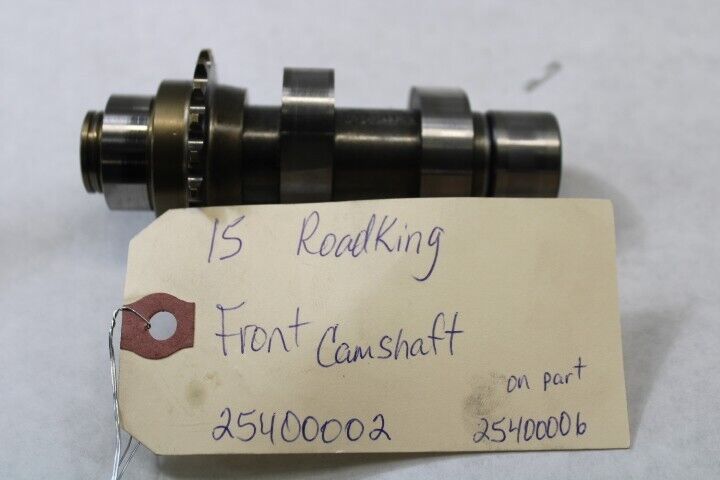 15 RoadKing
Front Camshaft
on part
25400002 25400006